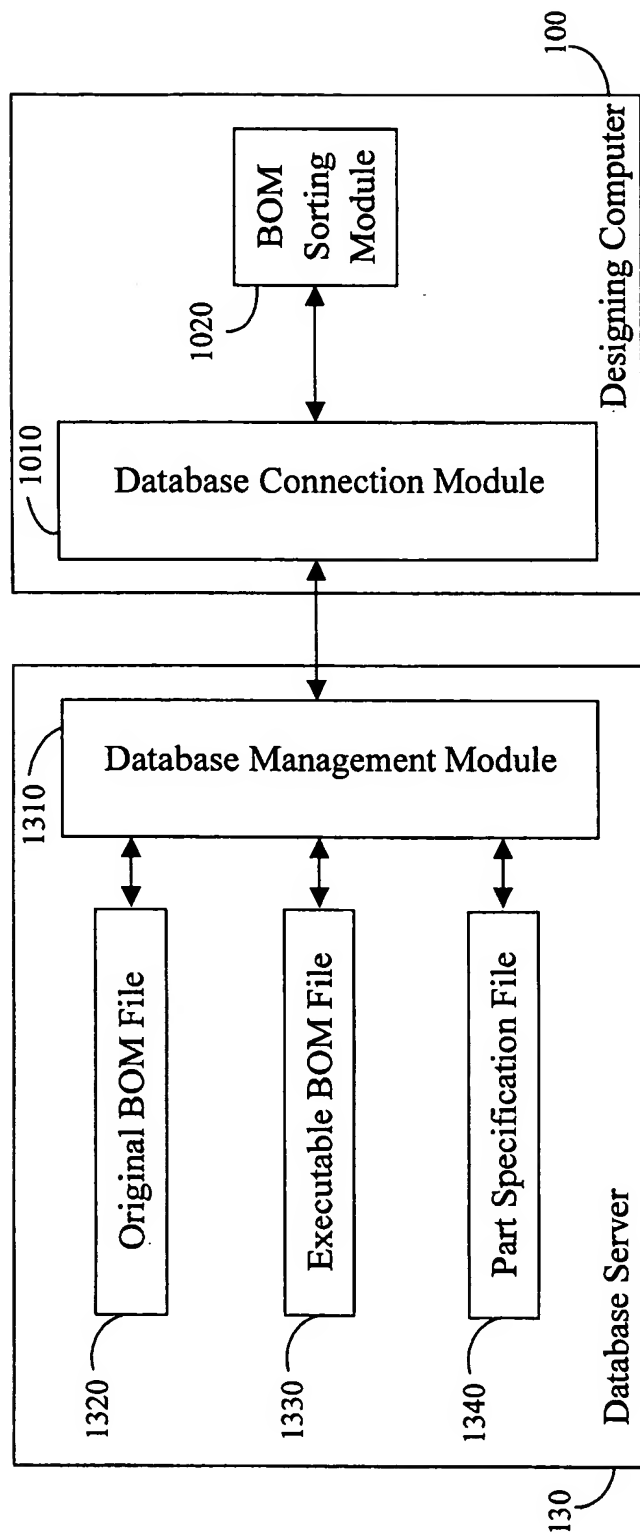 1320
Original BOM File
1330
Executable BOM File
1340
Part Specification File
Database Server
130
1310
Database Management Module
1010
Database Connection Module
1020
BOM
Sorting
Module
Designing Computer
100